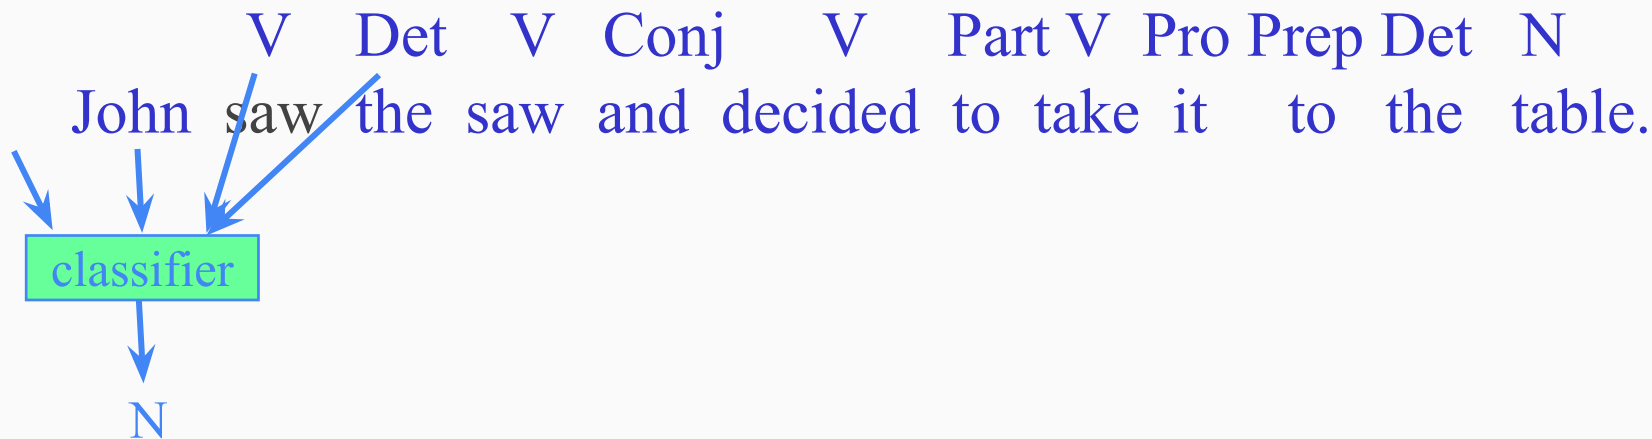 V Det V Conj V Part V Pro Prep Det N
John saw the saw and decided to take it to the table.
classifier
N